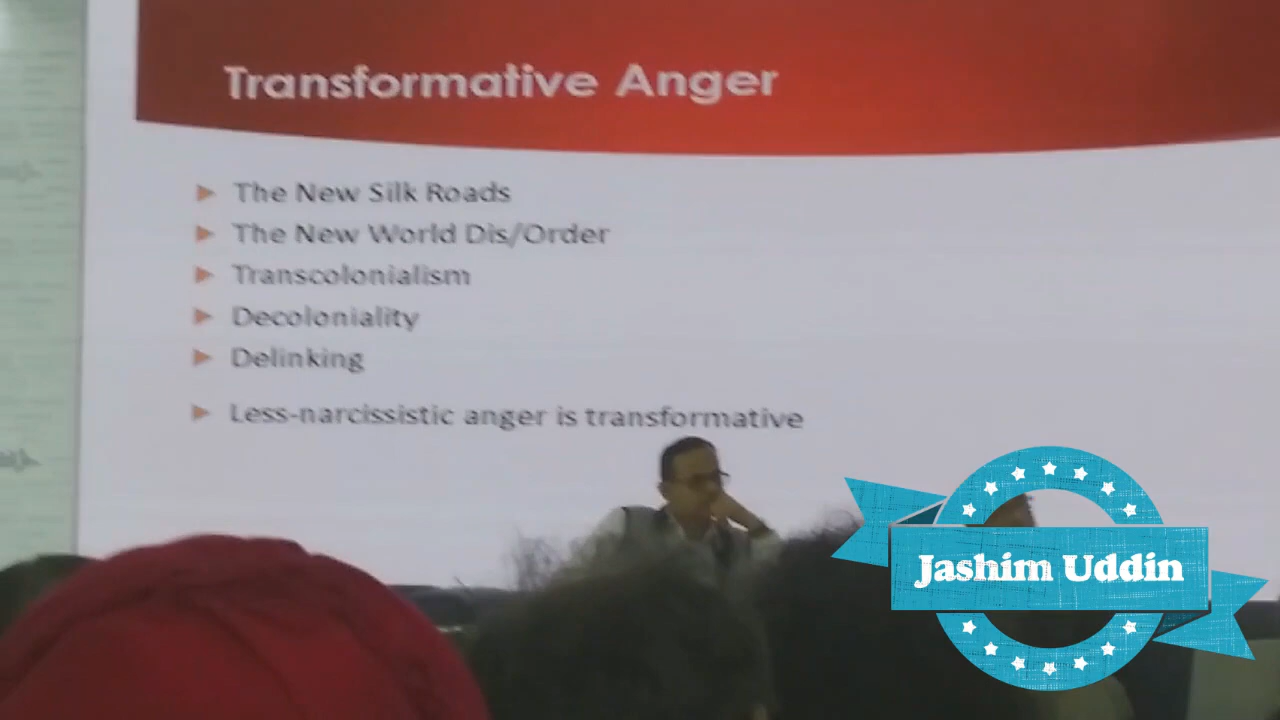 Transformative Anger
The New Silk Roads
The New World Dis/Order
Transcolonialism
Decoloniality
Delinking
Less-narcissistic anger is transformative
Jashim Uddin